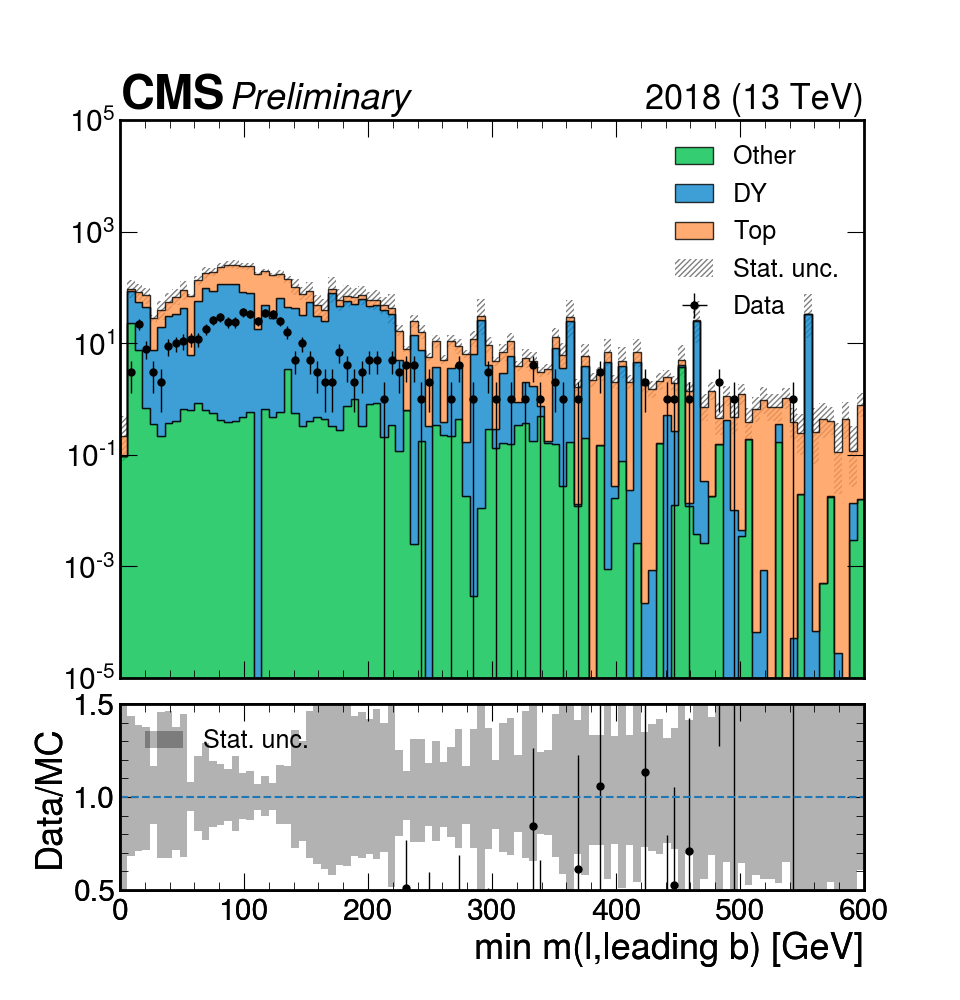 CMS Preliminary 2018 (13 TeV)
10^5
10^3
10^1
10^-1
10^-3
10^-5
Other
DY
Top
Stat. unc.
Data
1.5
1.0
0.5
Data/MC
Stat. unc.
0 100 200 300 400 500 600
min m(l,leading b) [GeV]